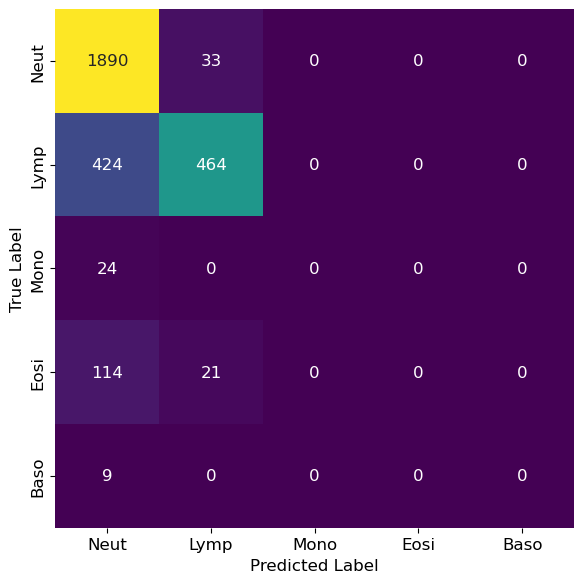 True Label
Neut 1890 33 0 0 0
Lymp 424 464 0 0 0
Mono 24 0 0 0 0
Eosi 114 21 0 0 0
Baso 9 0 0 0 0
Neut Lymp Mono Eosi Baso
Predicted Label